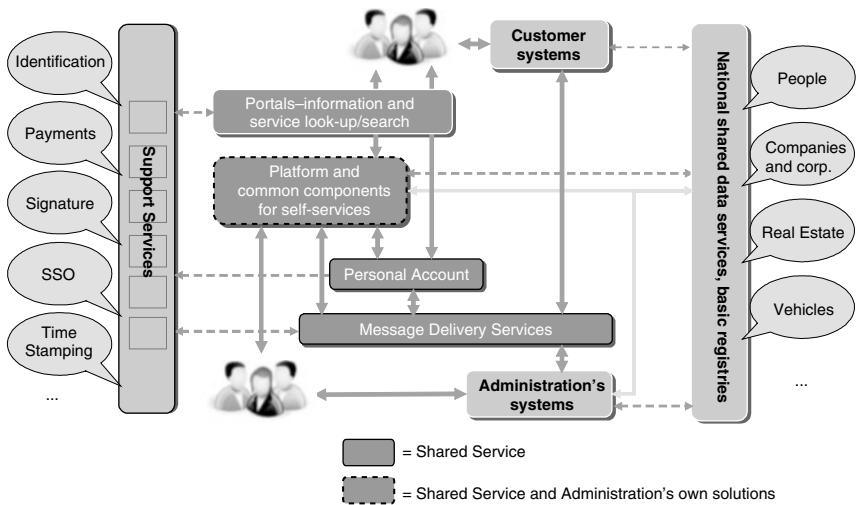 Identification
Payments
Signature
SSO
Time
Stamping
...
Support Services
Portals–information and
service look-up/search
Platform and
common components
for self-services
Personal Account
Message Delivery Services
Customer
systems
Administration's
systems
National shared data services, basic registries
People
Companies
and corp.
Real Estate
Vehicles
...
= Shared Service
= Shared Service and Administration's own solutions